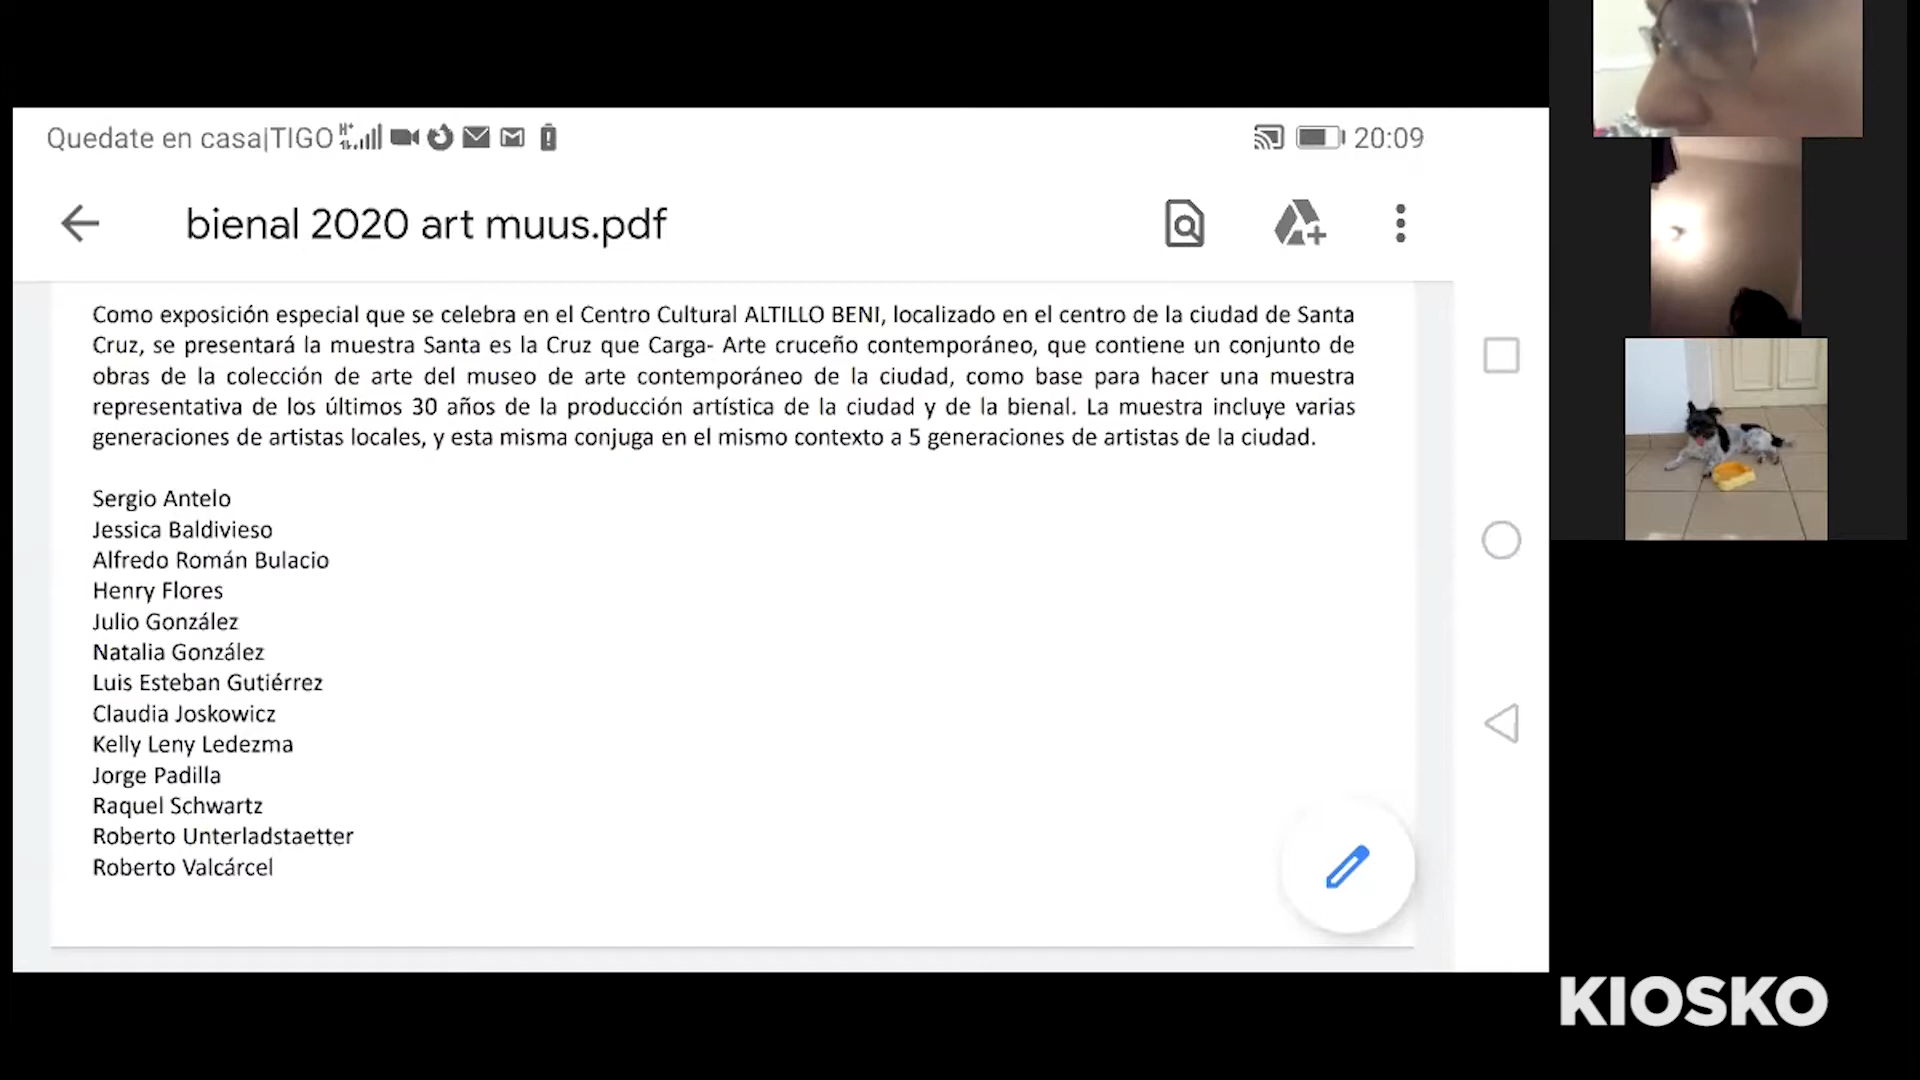 Quedate en casa|TIGO
20:09
bienal 2020 art muus.pdf
Como exposición especial que se celebra en el Centro Cultural ALTILLO BENI, localizado en el centro de la ciudad de Santa
Cruz, se presentará la muestra Santa es la Cruz que Carga- Arte cruceño contemporáneo, que contiene un conjunto de
obras de la colección de arte del museo de arte contemporáneo de la ciudad, como base para hacer una muestra
representativa de los últimos 30 años de la producción artística de la ciudad y de la bienal. La muestra incluye varias
generaciones de artistas locales, y esta misma conjuga en el mismo contexto a 5 generaciones de artistas de la ciudad.
Sergio Antelo
Jessica Baldivieso
Alfredo Román Bulacio
Henry Flores
Julio González
Natalia González
Luis Esteban Gutiérrez
Claudia Joskowicz
Kelly Leny Ledezma
Jorge Padilla
Raquel Schwartz
Roberto Unterladstaetter
Roberto Valcárcel
KIOSKO